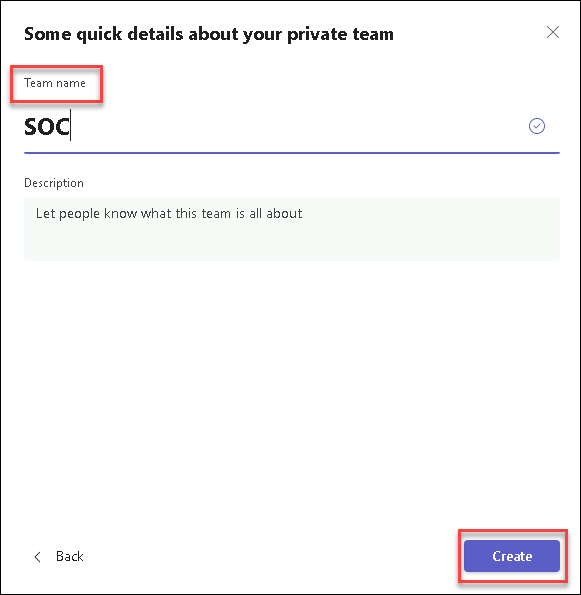 Some quick details about your private team
Team name
SOC
Description
Let people know what this team is all about
Back
Create